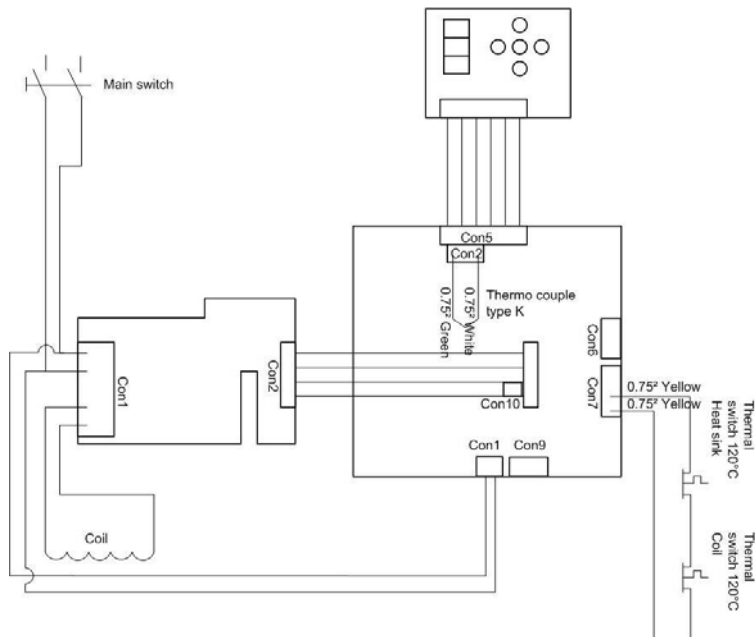 Main switch
Con5
Con2
0.75² Green
0.75² White
Thermo couple
type K
Con6
Con1
Con2
Con10
Con7
0.75² Yellow
0.75² Yellow
Thermal
switch 120°C
Heat sink
Con1
Con9
Coil
Thermal
switch 120°C
Coil